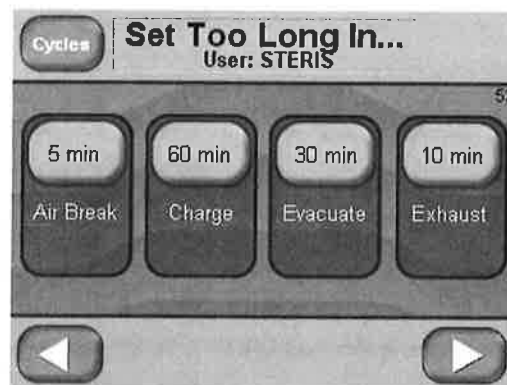 Cycles
Set Too Long In...
User: STERIS
5 min
60 min
30 min
10 min
Air Break
Charge
Evacuate
Exhaust